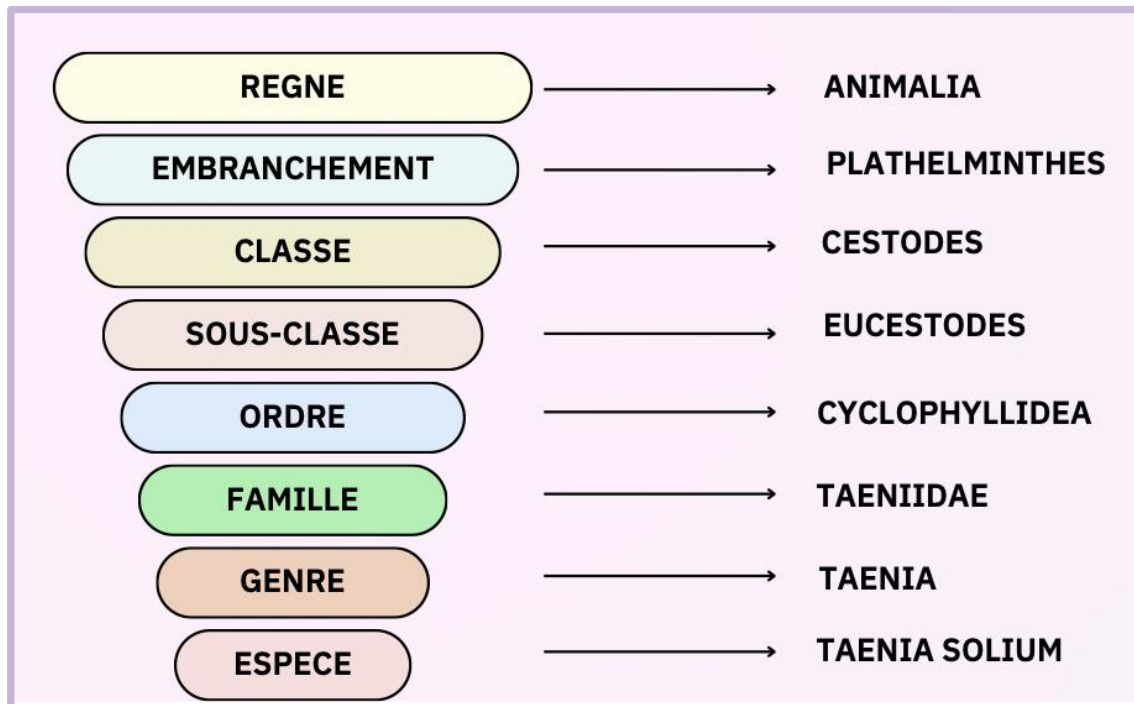 REGNE ANIMALIA
EMBRANCHEMENT PLATHELMINTHES
CLASSE CESTODES
SOUS-CLASSE EUCESTODES
ORDRE CYCLOPHYLLIDEA
FAMILLE TAENIIDAE
GENRE TAENIA
ESPECE TAENIA SOLIUM